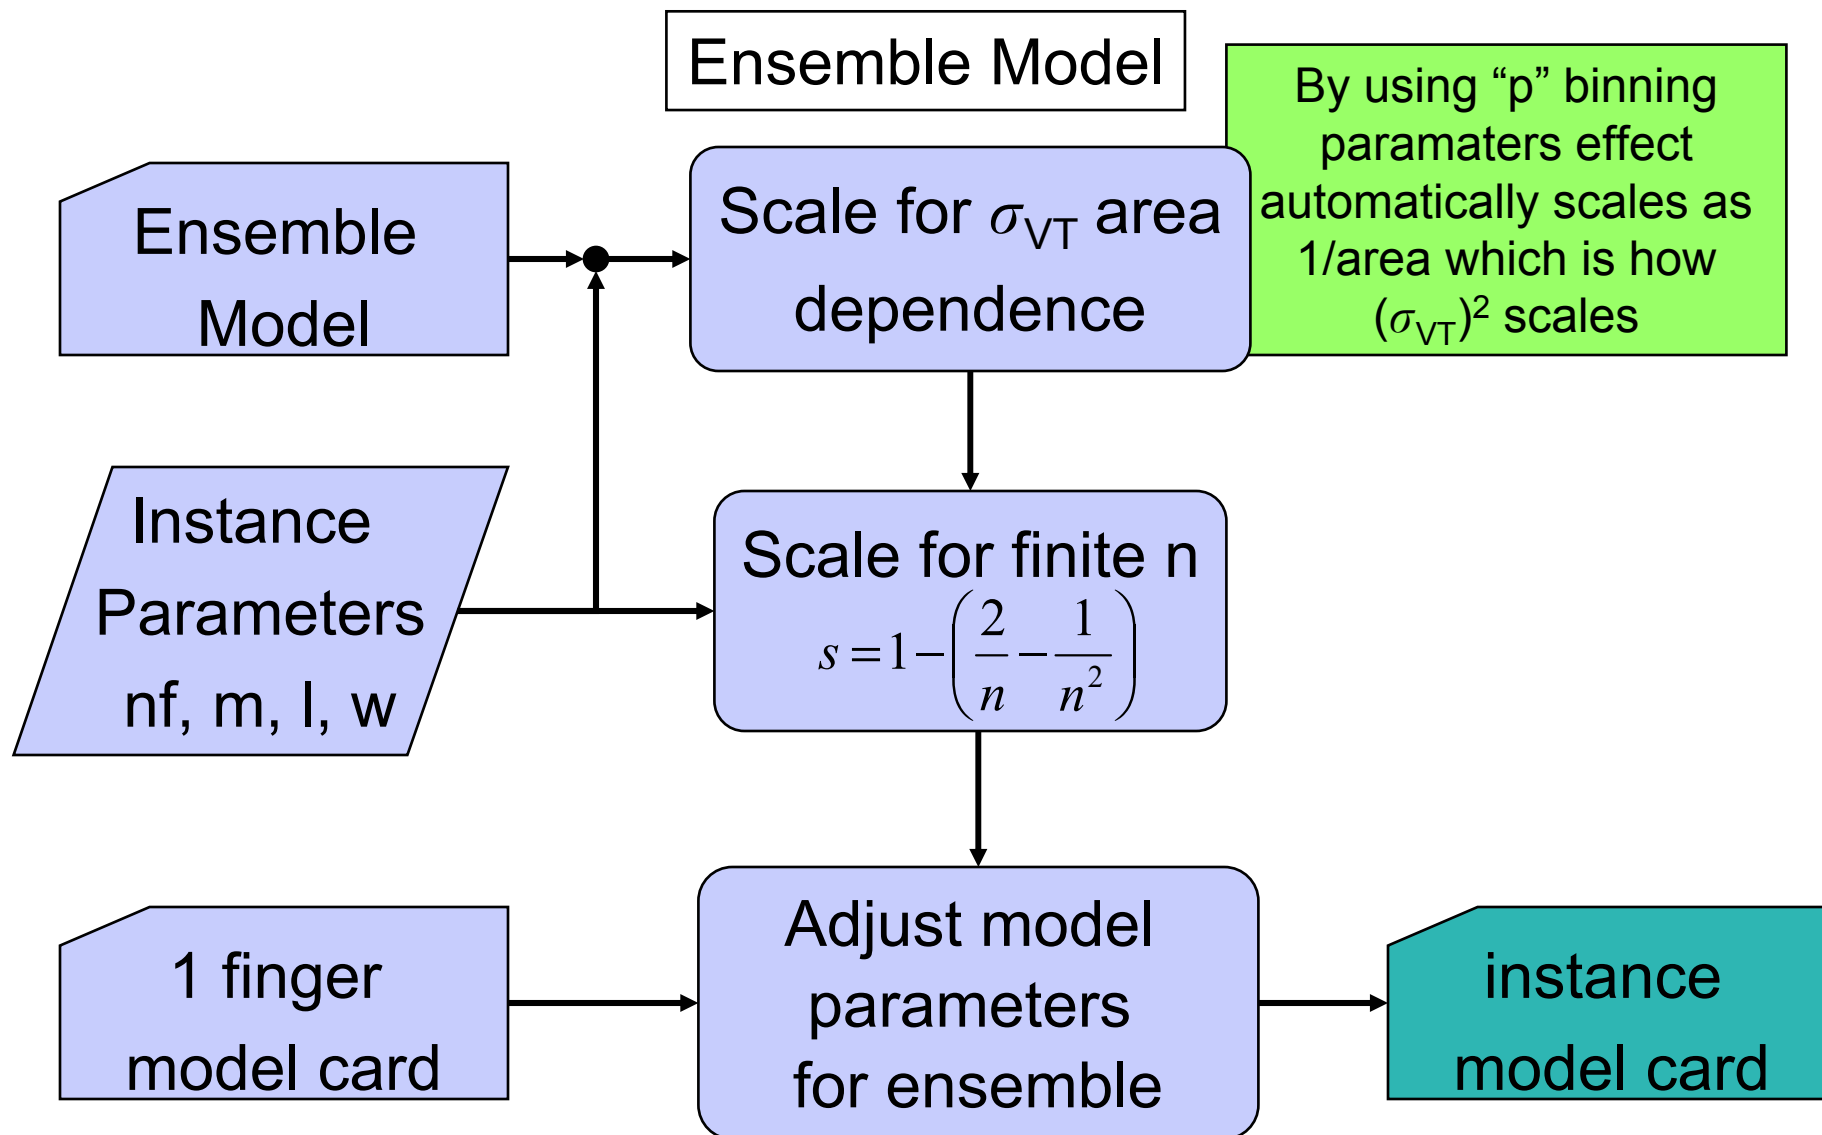 Ensemble Model
By using “p” binning
paramaters effect
automatically scales as
1/area which is how
(σVT)² scales
Ensemble
Model
Scale for σVT area
dependence
Instance
Parameters
nf, m, l, w
Scale for finite n
s = 1 − (2/n − 1/n²)
1 finger
model card
Adjust model
parameters
for ensemble
instance
model card